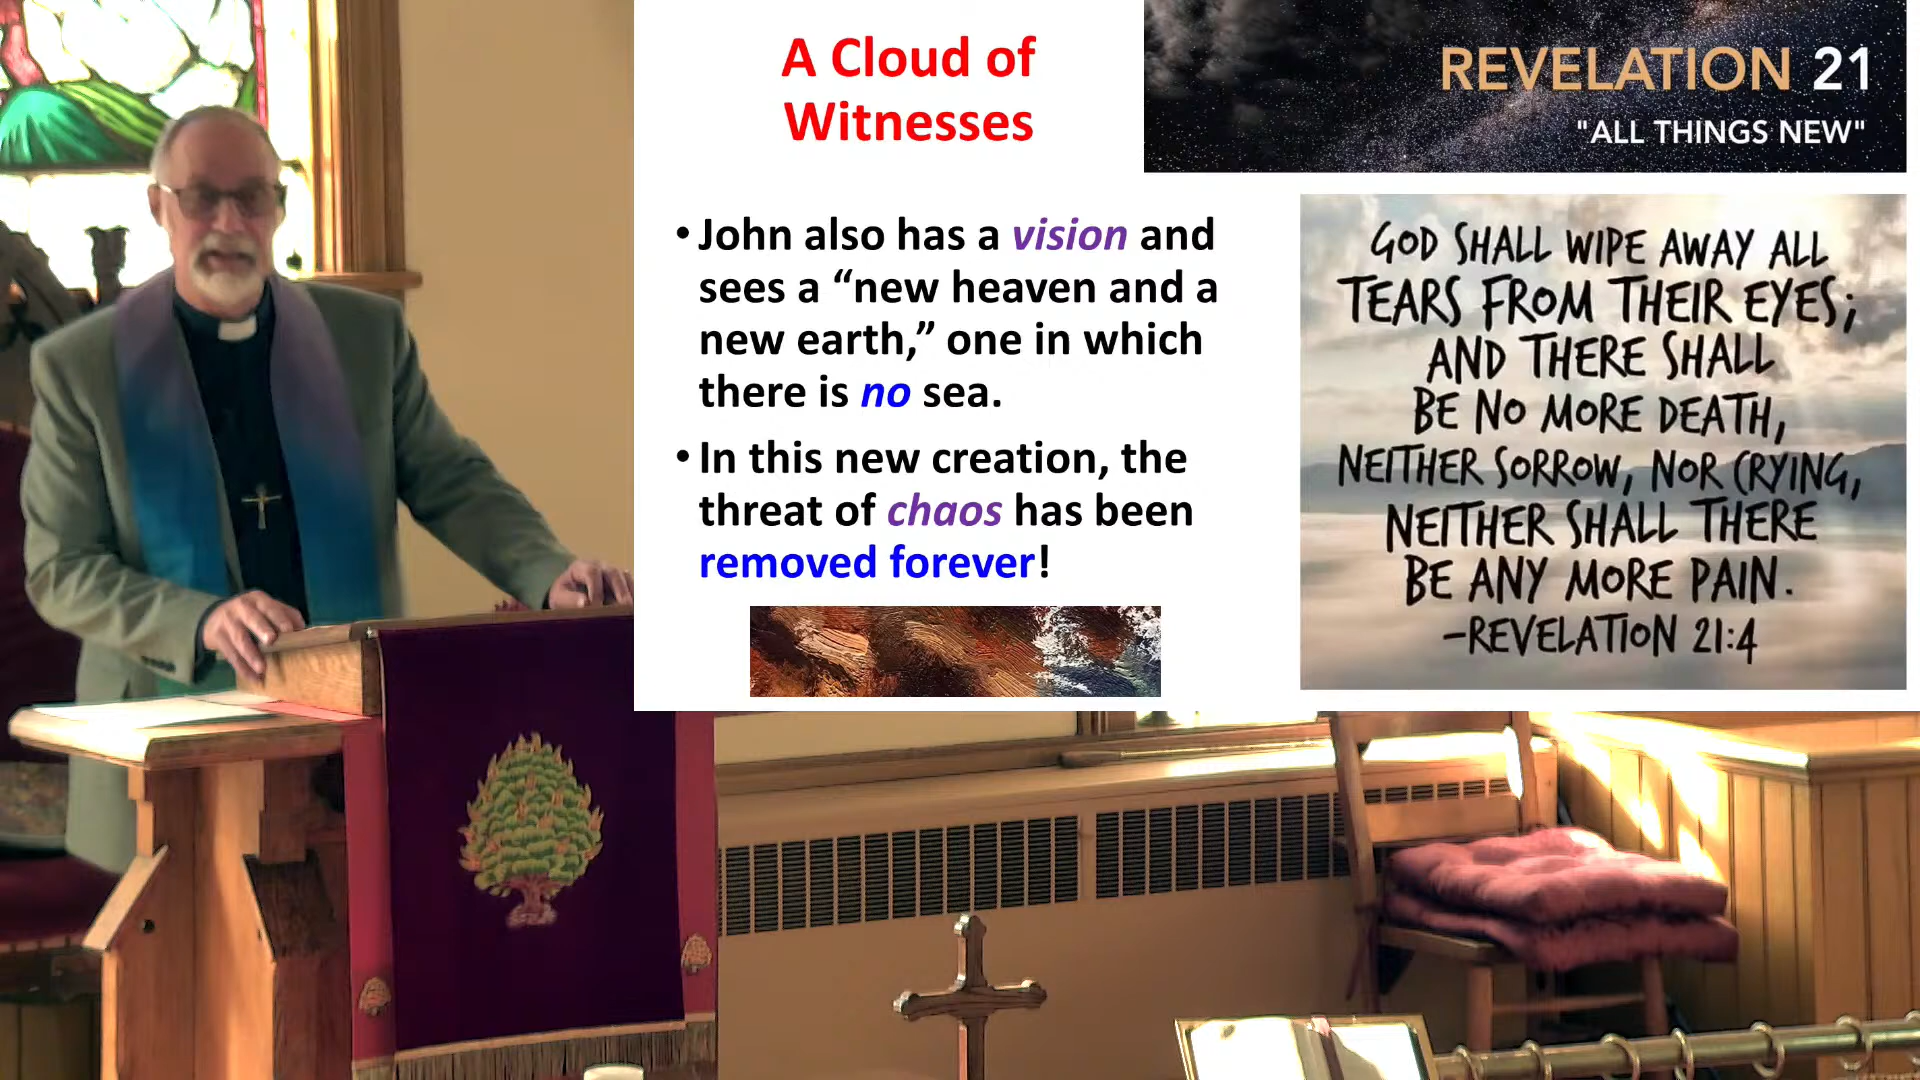 A Cloud of
Witnesses
REVELATION 21
"ALL THINGS NEW"
• John also has a vision and
sees a “new heaven and a
new earth,” one in which
there is no sea.
• In this new creation, the
threat of chaos has been
removed forever!
GOD SHALL WIPE AWAY ALL
TEARS FROM THEIR EYES;
AND THERE SHALL
BE NO MORE DEATH,
NEITHER SORROW, NOR CRYING,
NEITHER SHALL THERE
BE ANY MORE PAIN.
–REVELATION 21:4